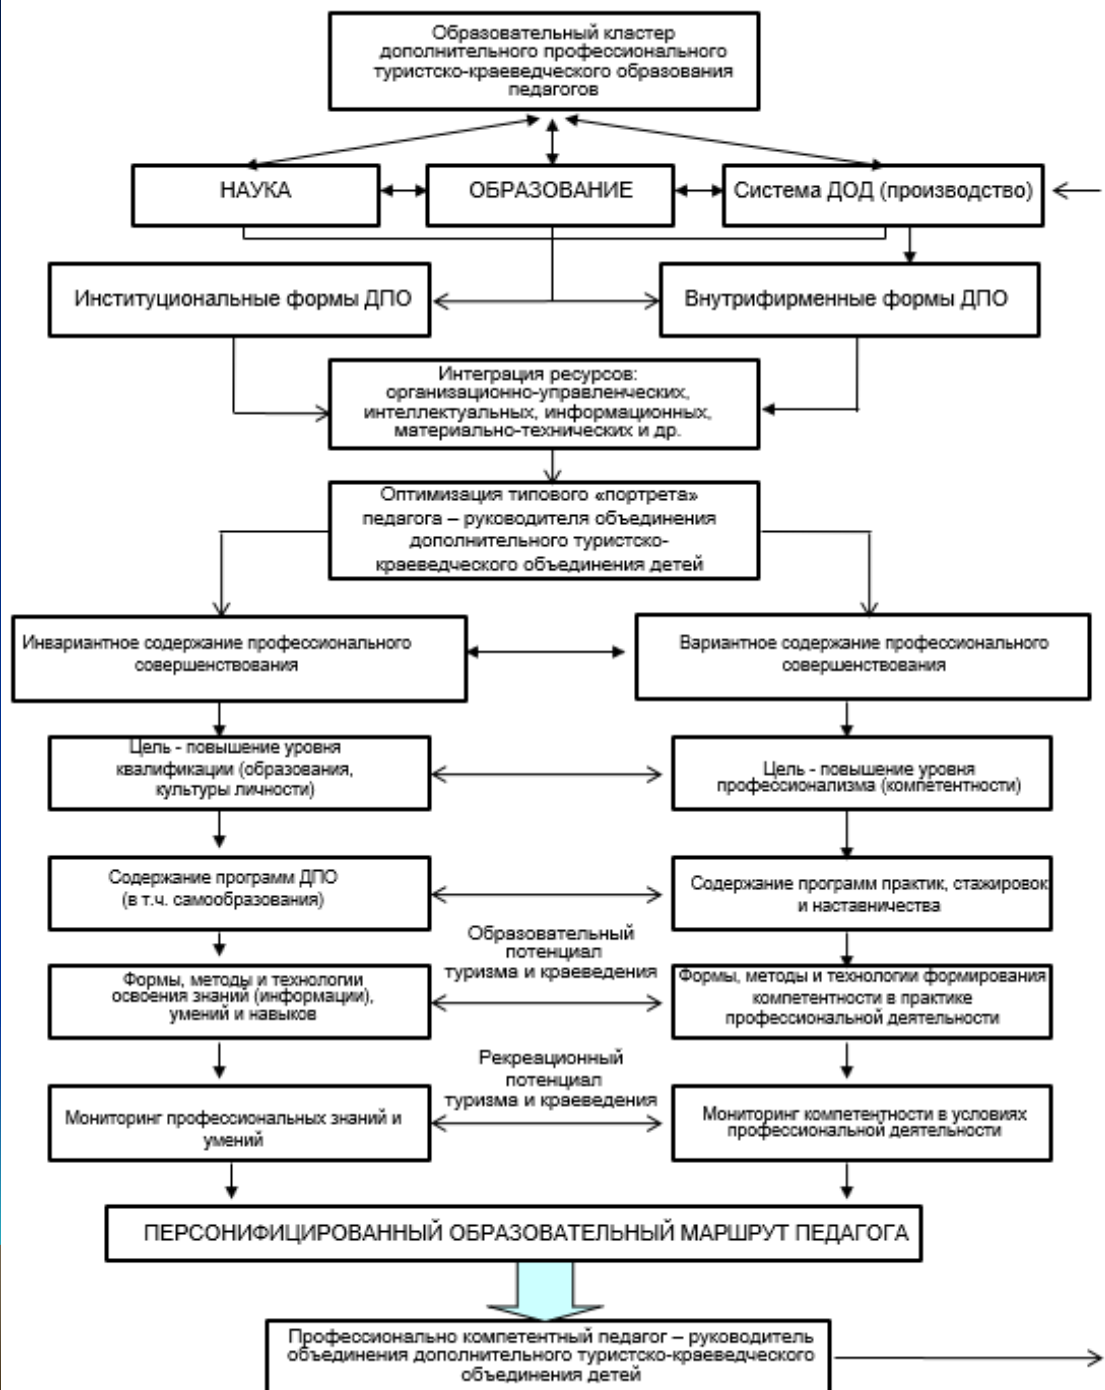 Образовательный кластер
дополнительного профессионального
туристско-краеведческого образования
педагогов
НАУКА
ОБРАЗОВАНИЕ
Система ДОД (производство)
Институциональные формы ДПО
Внутрифирменные формы ДПО
Интеграция ресурсов:
организационно-управленческих,
интеллектуальных, информационных,
материально-технических и др.
Оптимизация типового «портрета»
педагога – руководителя объединения
дополнительного туристско-
краеведческого объединения детей
Инвариантное содержание профессионального
совершенствования
Вариантное содержание профессионального
совершенствования
Цель - повышение уровня
квалификации (образования,
культуры личности)
Цель - повышение уровня
профессионализма (компетентности)
Содержание программ ДПО
(в т.ч. самообразования)
Содержание программ практик, стажировок
и наставничества
Образовательный
потенциал
туризма и краеведения
Формы, методы и технологии
освоения знаний (информации),
умений и навыков
Формы, методы и технологии формирования
компетентности в практике
профессиональной деятельности
Рекреационный
потенциал
туризма и краеведения
Мониторинг профессиональных знаний и
умений
Мониторинг компетентности в условиях
профессиональной деятельности
ПЕРСОНИФИЦИРОВАННЫЙ ОБРАЗОВАТЕЛЬНЫЙ МАРШРУТ ПЕДАГОГА
Профессионально компетентный педагог – руководитель
объединения дополнительного туристско-краеведческого
объединения детей